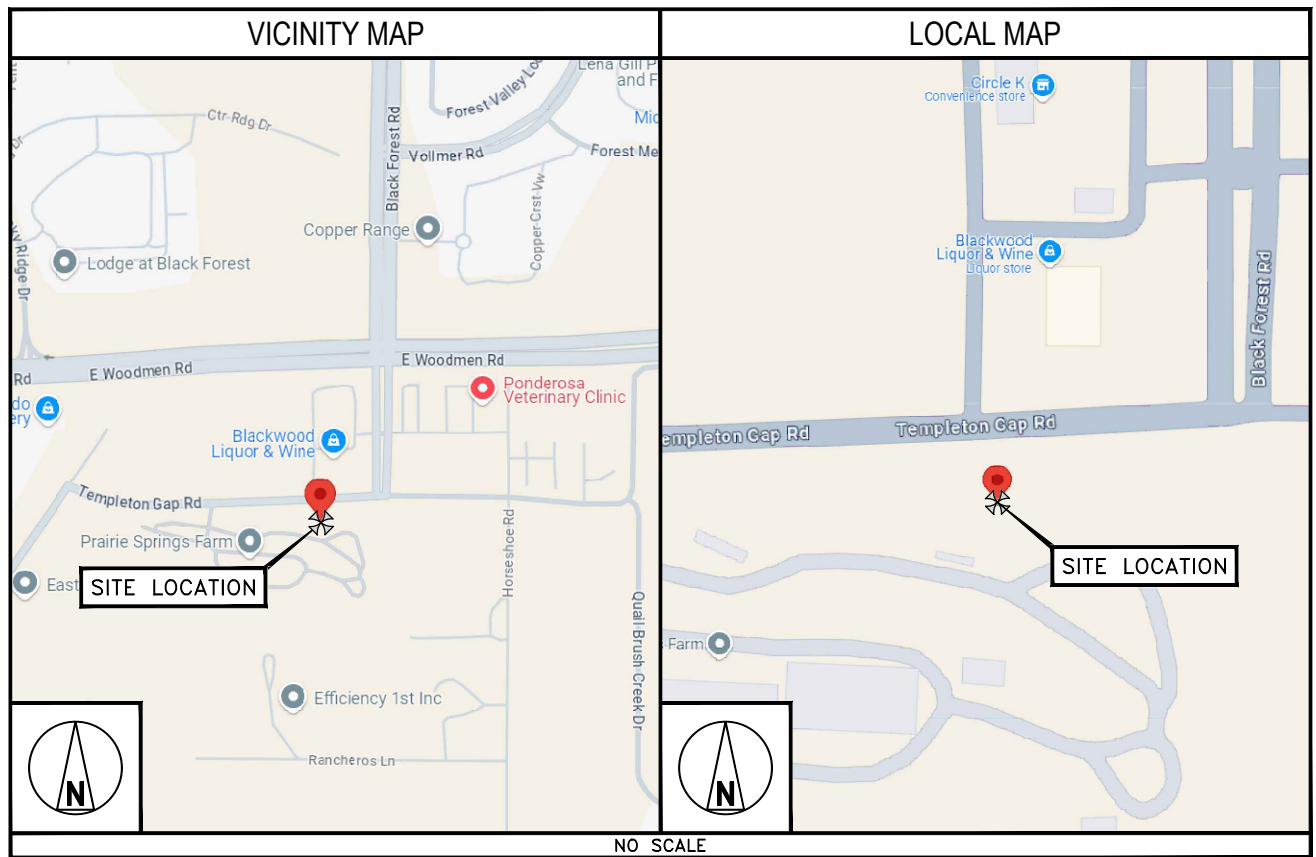 VICINITY MAP
Ctr Rdg Dr
Black Forest Rd
Forest Valley Loo
Lena Gill P
and F
Mic
Vollmer Rd
Forest Me
Copper Range
Copper Crst Vw
Lodge at Black Forest
Ridge Dr
E Woodmen Rd
E Woodmen Rd
Rd
do
ery
Ponderosa
Veterinary Clinic
Blackwood
Liquor & Wine
Templeton Gap Rd
Prairie Springs Farm
East
SITE LOCATION
Horseshoe Rd
Quail Brush Creek Dr
Efficiency 1st Inc
Rancheros Ln
N
LOCAL MAP
Circle K
Convenience store
Blackwood
Liquor & Wine
Liquor store
Black Forest Rd
empleton Gap Rd
Templeton Gap Rd
SITE LOCATION
Farm
N
NO SCALE